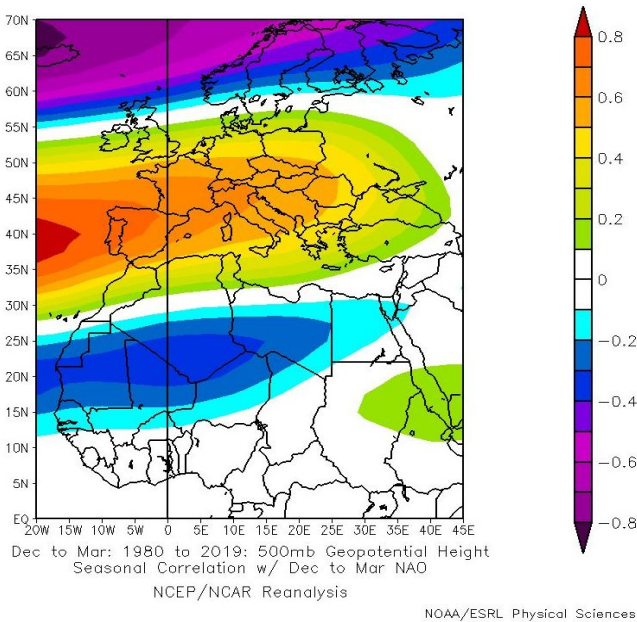 70N
65N
60N
55N
50N
45N
40N
35N
30N
25N
20N
15N
10N
5N
EQ
20W 15W 10W 5W 0 5E 10E 15E 20E 25E 30E 35E 40E 45E
0.8
0.6
0.4
0.2
0
-0.2
-0.4
-0.6
-0.8
Dec to Mar: 1980 to 2019: 500mb Geopotential Height
Seasonal Correlation w/ Dec to Mar NAO
NCEP/NCAR Reanalysis
NOAA/ESRL Physical Sciences